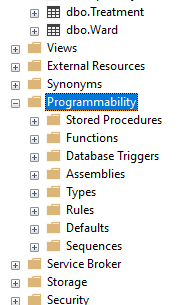 dbo.Treatment
dbo.Ward
Views
External Resources
Synonyms
Programmability
Stored Procedures
Functions
Database Triggers
Assemblies
Types
Rules
Defaults
Sequences
Service Broker
Storage
Security